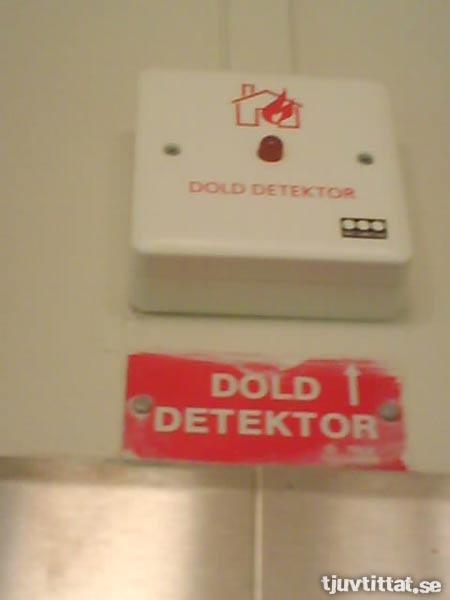 DOLD DETEKTOR
DOLD ↑
DETEKTOR
tjuvtittat.se